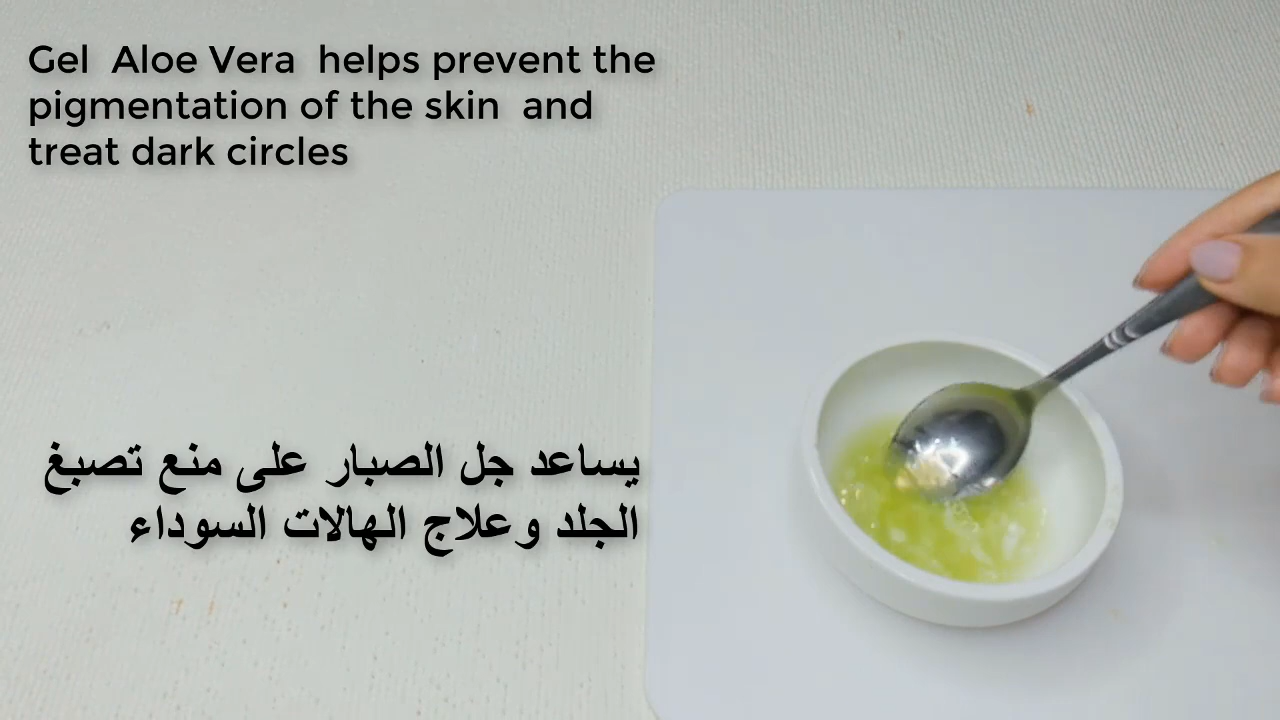 Gel Aloe Vera helps prevent the
pigmentation of the skin and
treat dark circles
يساعد جل الصبار على منع تصبغ
الجلد وعلاج الهالات السوداء